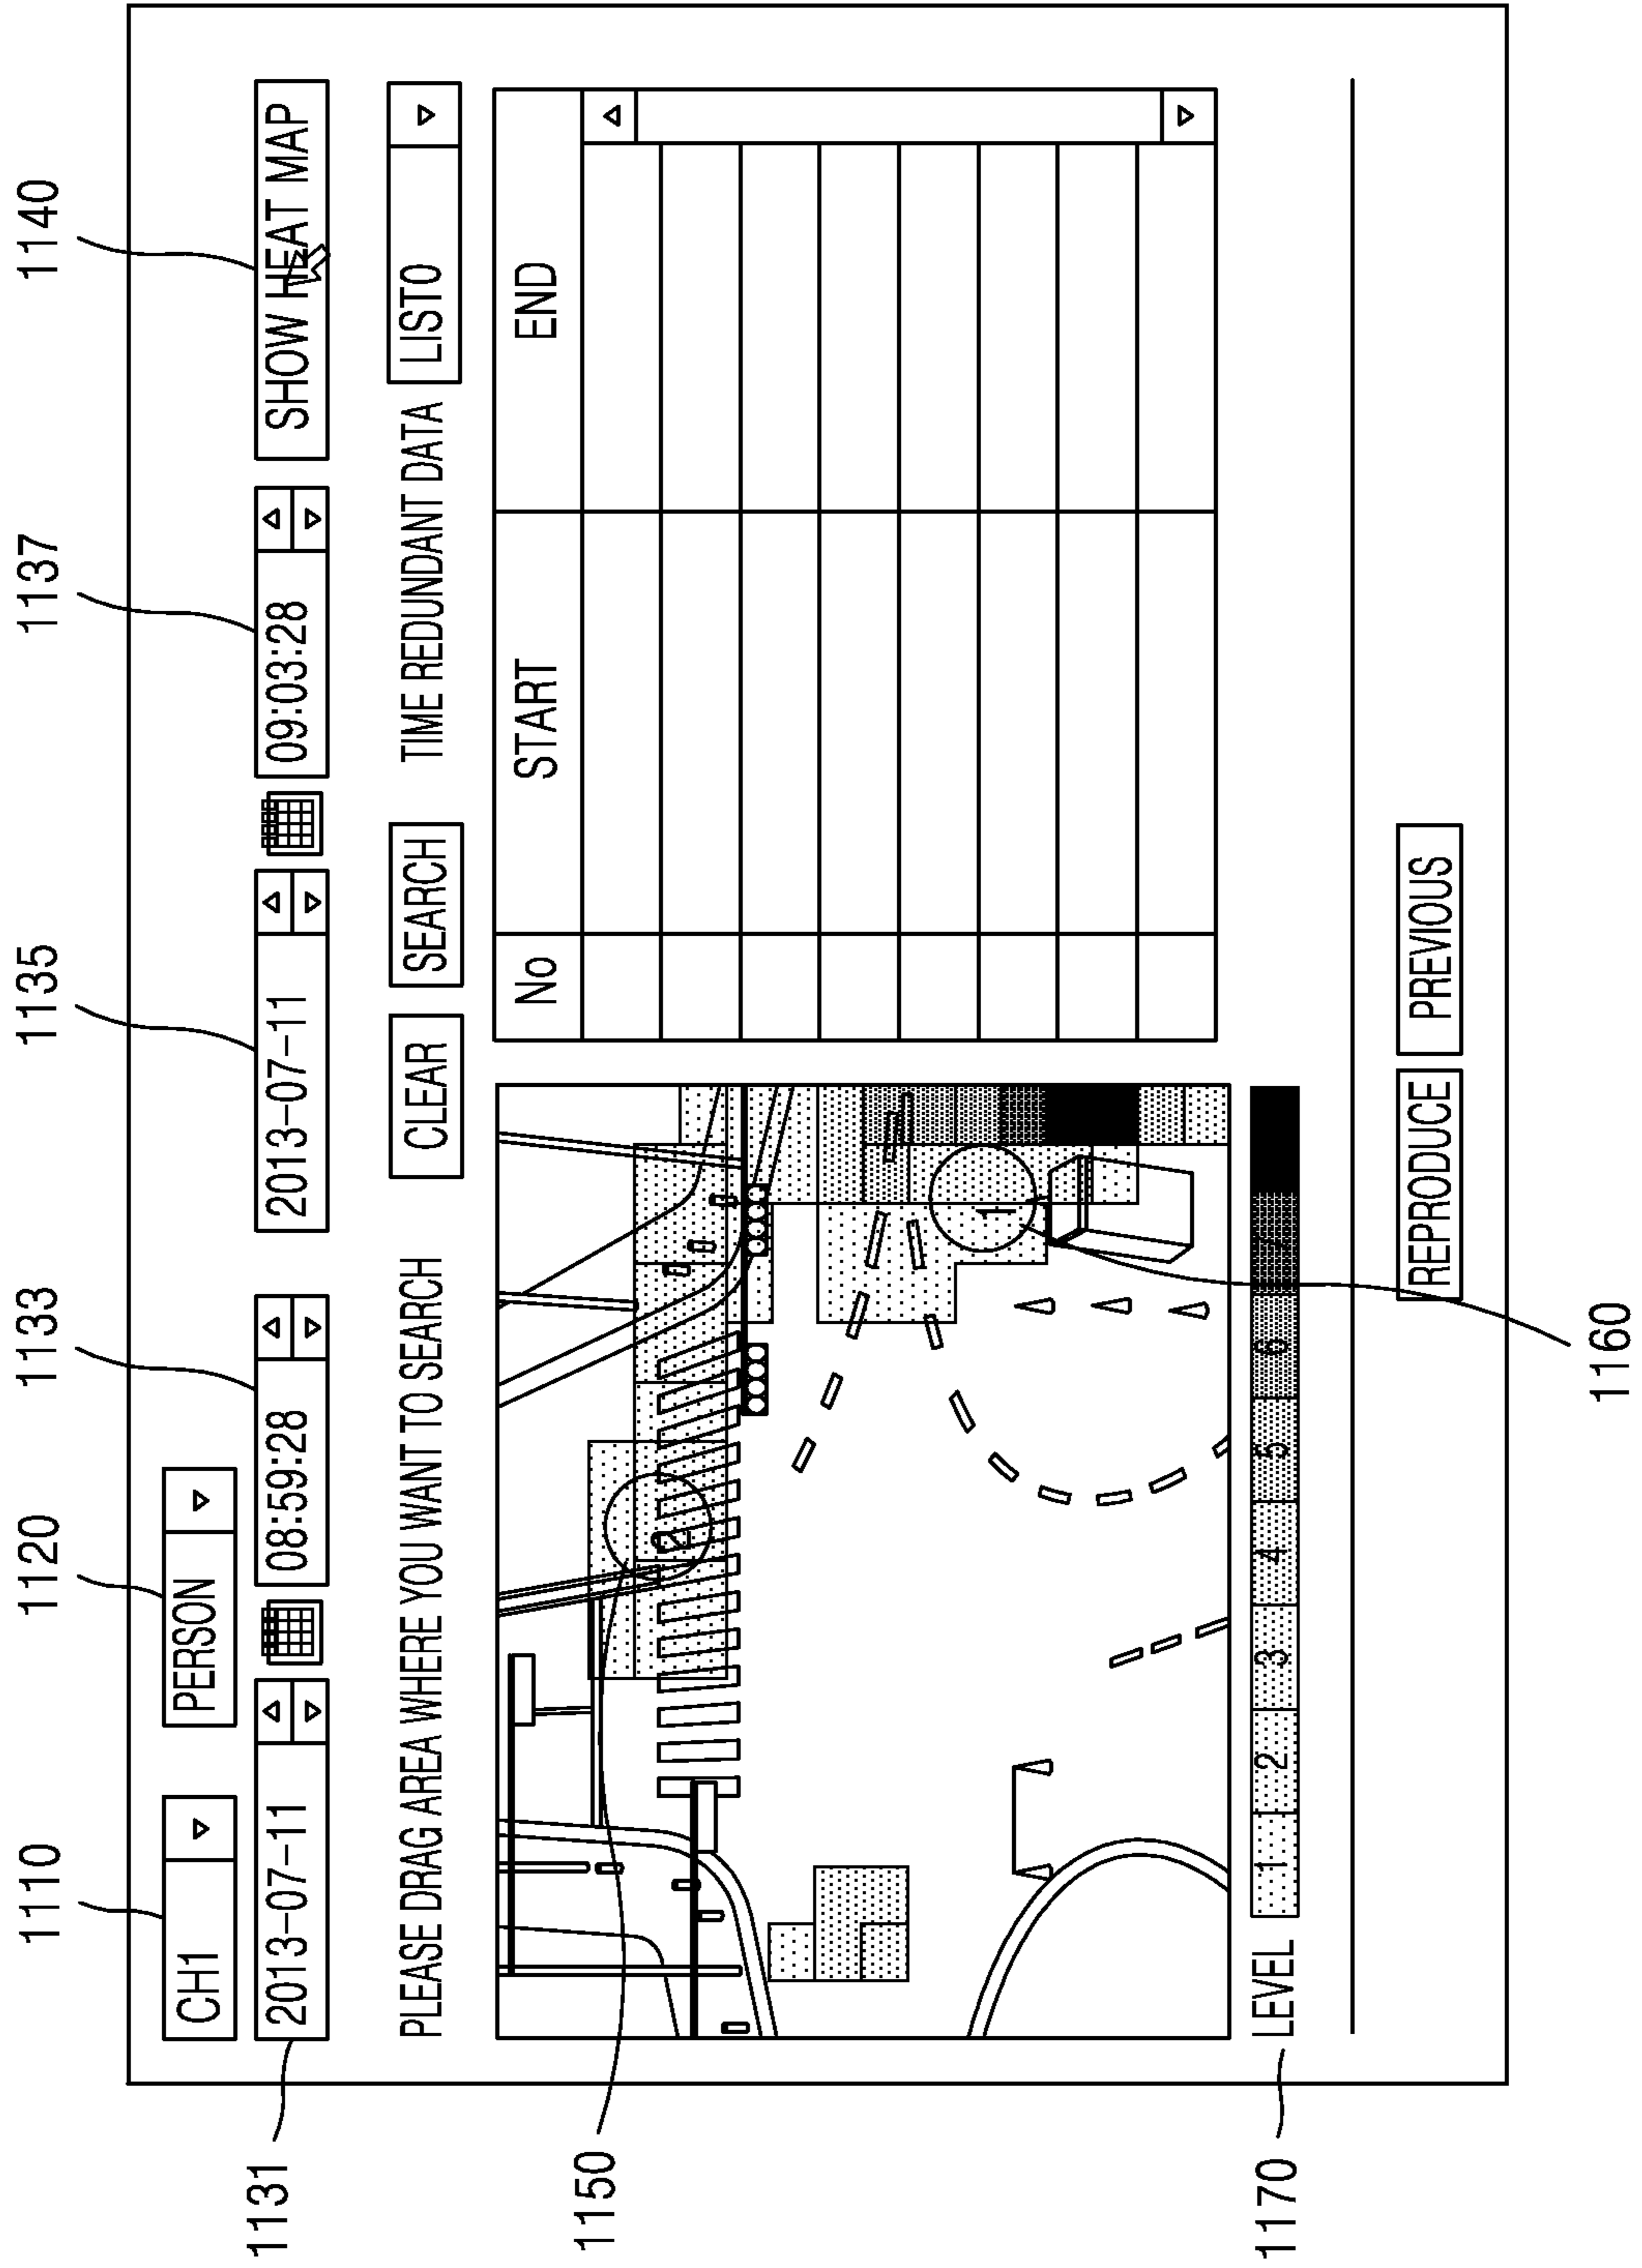 1110 1120 1133 1135 1137 1140
CH1 PERSON
1131 2013-07-11 08:59:28 2013-07-11 09:03:28 SHOW HEAT MAP
PLEASE DRAG AREA WHERE YOU WANT TO SEARCH CLEAR SEARCH TIME REDUNDANT DATA LIST0
No START END
2
1
1150
1170 LEVEL 1 2 3 4 5 6 7
REPRODUCE PREVIOUS
1160